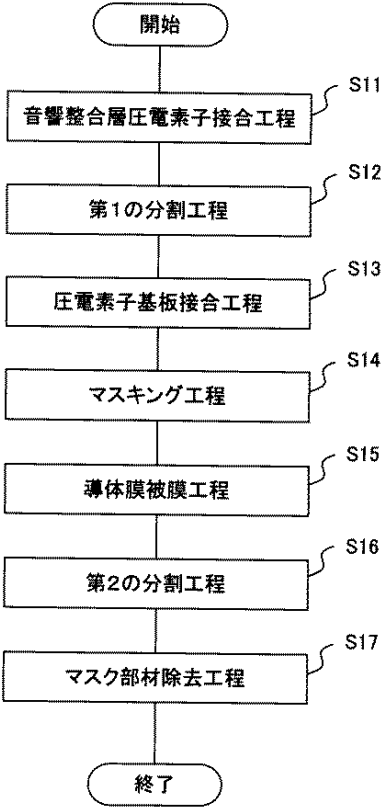 開始
S11
音響整合層圧電素子接合工程
S12
第1の分割工程
S13
圧電素子基板接合工程
S14
マスキング工程
S15
導体膜被膜工程
S16
第2の分割工程
S17
マスク部材除去工程
終了